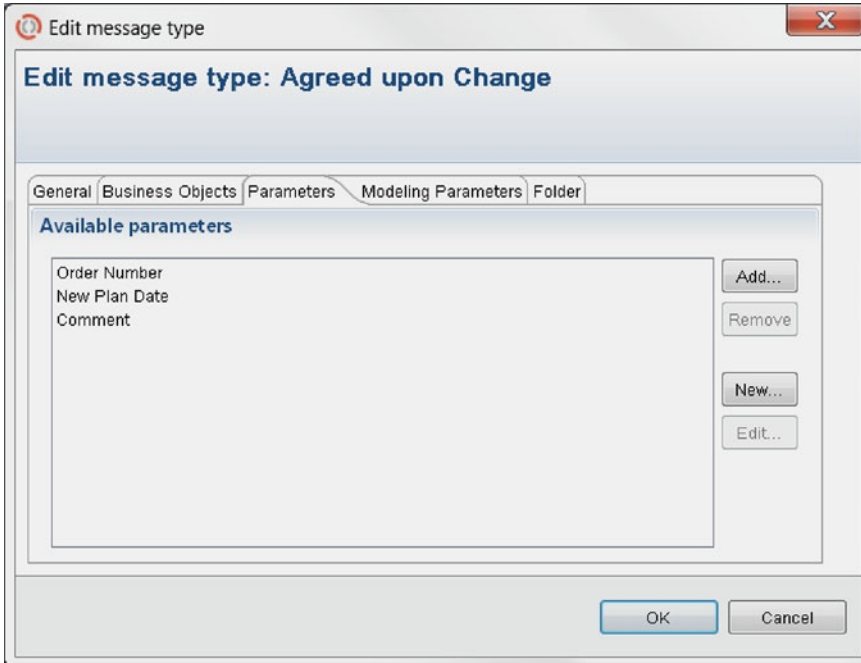 Edit message type
Edit message type: Agreed upon Change
General Business Objects Parameters Modeling Parameters Folder
Available parameters
Order Number
New Plan Date
Comment
Add...
Remove
New...
Edit...
OK Cancel